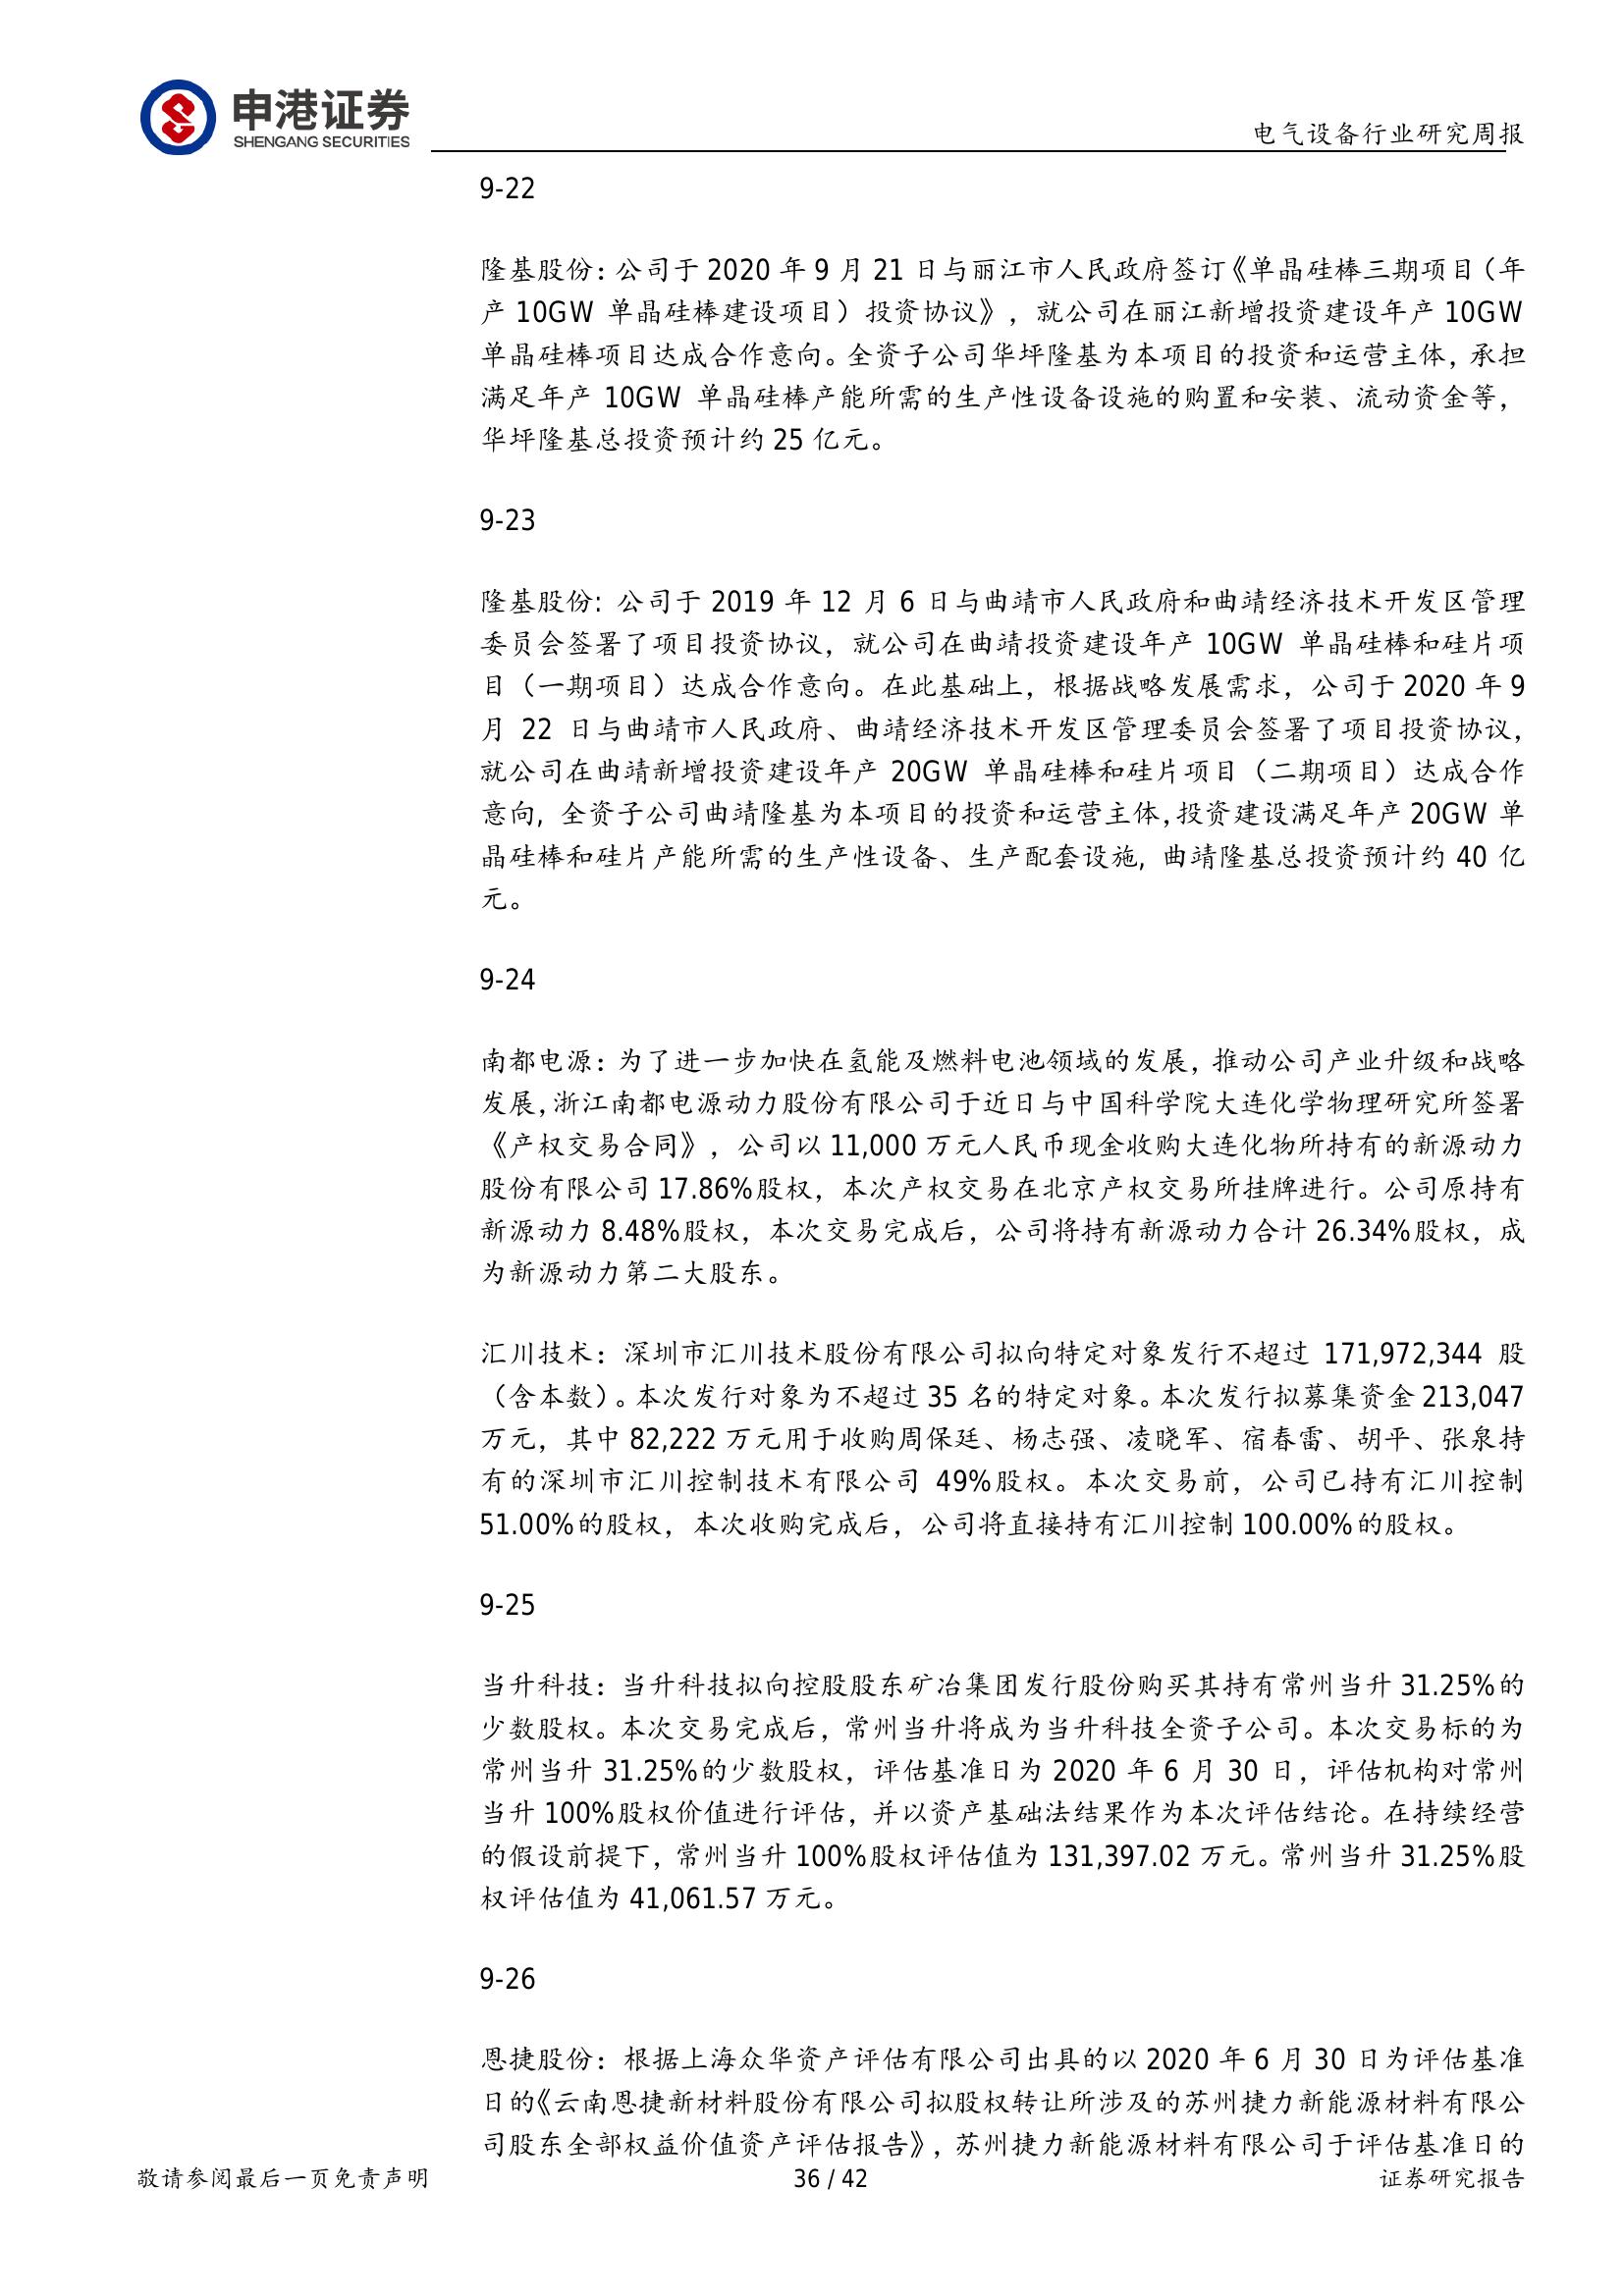 申港证券
SHENGANG SECURITIES
电气设备行业研究周报
9-22
隆基股份：公司于 2020 年 9 月 21 日与丽江市人民政府签订《单晶硅棒三期项目（年
产 10GW 单晶硅棒建设项目）投资协议》，就公司在丽江新增投资建设年产 10GW
单晶硅棒项目达成合作意向。全资子公司华坪隆基为本项目的投资和运营主体，承担
满足年产 10GW 单晶硅棒产能所需的生产性设备设施的购置和安装、流动资金等，
华坪隆基总投资预计约 25 亿元。
9-23
隆基股份：公司于 2019 年 12 月 6 日与曲靖市人民政府和曲靖经济技术开发区管理
委员会签署了项目投资协议，就公司在曲靖投资建设年产 10GW 单晶硅棒和硅片项
目（一期项目）达成合作意向。在此基础上，根据战略发展需求，公司于 2020 年 9
月 22 日与曲靖市人民政府、曲靖经济技术开发区管理委员会签署了项目投资协议，
就公司在曲靖新增投资建设年产 20GW 单晶硅棒和硅片项目（二期项目）达成合作
意向，全资子公司曲靖隆基为本项目的投资和运营主体，投资建设满足年产 20GW 单
晶硅棒和硅片产能所需的生产性设备、生产配套设施，曲靖隆基总投资预计约 40 亿
元。
9-24
南都电源：为了进一步加快在氢能及燃料电池领域的发展，推动公司产业升级和战略
发展，浙江南都电源动力股份有限公司于近日与中国科学院大连化学物理研究所签署
《产权交易合同》，公司以 11,000 万元人民币现金收购大连化物所持有的新源动力
股份有限公司 17.86%股权，本次产权交易在北京产权交易所挂牌进行。公司原持有
新源动力 8.48%股权，本次交易完成后，公司将持有新源动力合计 26.34%股权，成
为新源动力第二大股东。
汇川技术：深圳市汇川技术股份有限公司拟向特定对象发行不超过 171,972,344 股
（含本数）。本次发行对象为不超过 35 名的特定对象。本次发行拟募集资金 213,047
万元，其中 82,222 万元用于收购周保廷、杨志强、凌晓军、宿春雷、胡平、张泉持
有的深圳市汇川控制技术有限公司 49%股权。本次交易前，公司已持有汇川控制
51.00%的股权，本次收购完成后，公司将直接持有汇川控制 100.00%的股权。
9-25
当升科技：当升科技拟向控股股东矿冶集团发行股份购买其持有常州当升 31.25%的
少数股权。本次交易完成后，常州当升将成为当升科技全资子公司。本次交易标的为
常州当升 31.25%的少数股权，评估基准日为 2020 年 6 月 30 日，评估机构对常州
当升 100%股权价值进行评估，并以资产基础法结果作为本次评估结论。在持续经营
的假设前提下，常州当升 100%股权评估值为 131,397.02 万元。常州当升 31.25%股
权评估值为 41,061.57 万元。
9-26
恩捷股份：根据上海众华资产评估有限公司出具的以 2020 年 6 月 30 日为评估基准
日的《云南恩捷新材料股份有限公司拟股权转让所涉及的苏州捷力新能源材料有限公
司股东全部权益价值资产评估报告》，苏州捷力新能源材料有限公司于评估基准日的
敬请参阅最后一页免责声明
36 / 42
证券研究报告